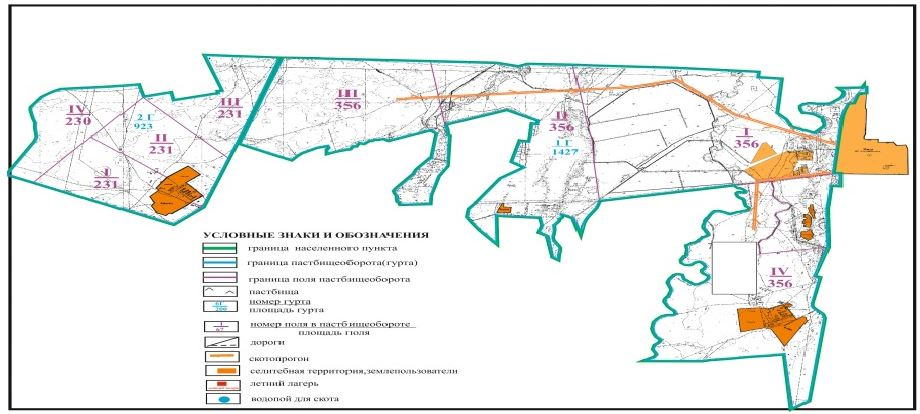 IV
230
2 Г
923
II
231
III
231
I
231
III
356
II
356
1 Г
1427
I
356
IV
356
УСЛОВНЫЕ ЗНАКИ И ОБОЗНАЧЕНИЯ
граница населенного пункта
граница пастбищеоборота(гурта)
граница поля пастбищеоборота
пастбища
номер гурта
площадь гурта
номер поля в пастбищеобороте
площадь поля
дороги
скотопрогон
селитебная территория,землепользователи
летний лагерь
водопой для скота